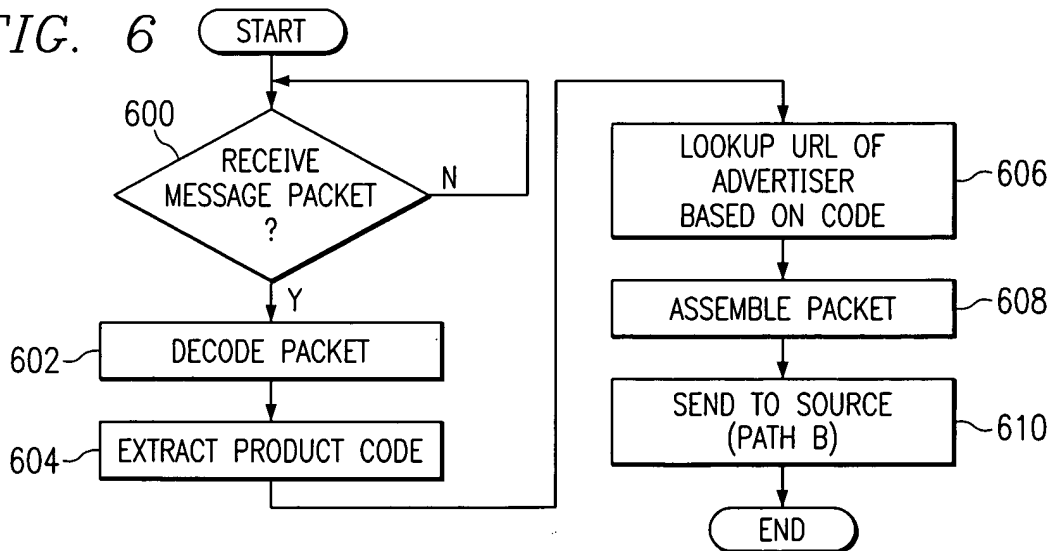 FIG. 6
START
600
RECEIVE
MESSAGE PACKET
?
N
Y
602
DECODE PACKET
604
EXTRACT PRODUCT CODE
LOOKUP URL OF
ADVERTISER
BASED ON CODE
606
ASSEMBLE PACKET
608
SEND TO SOURCE
(PATH B)
610
END